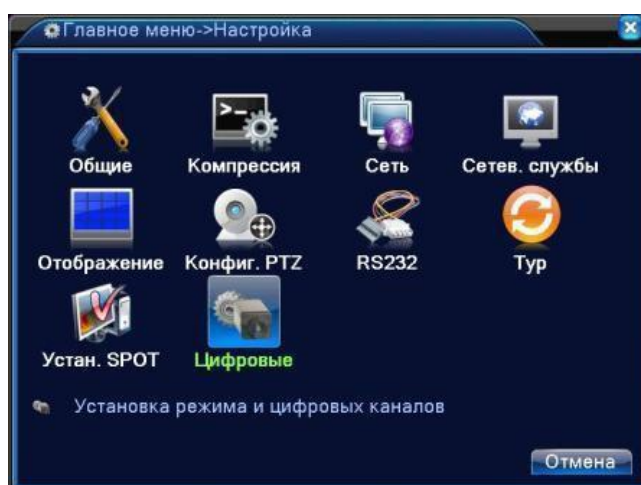 Главное меню->Настройка
Общие Компрессия Сеть Сетев. службы
Отображение Конфиг. PTZ RS232 Тур
Устан. SPOT Цифровые
Установка режима и цифровых каналов
Отмена